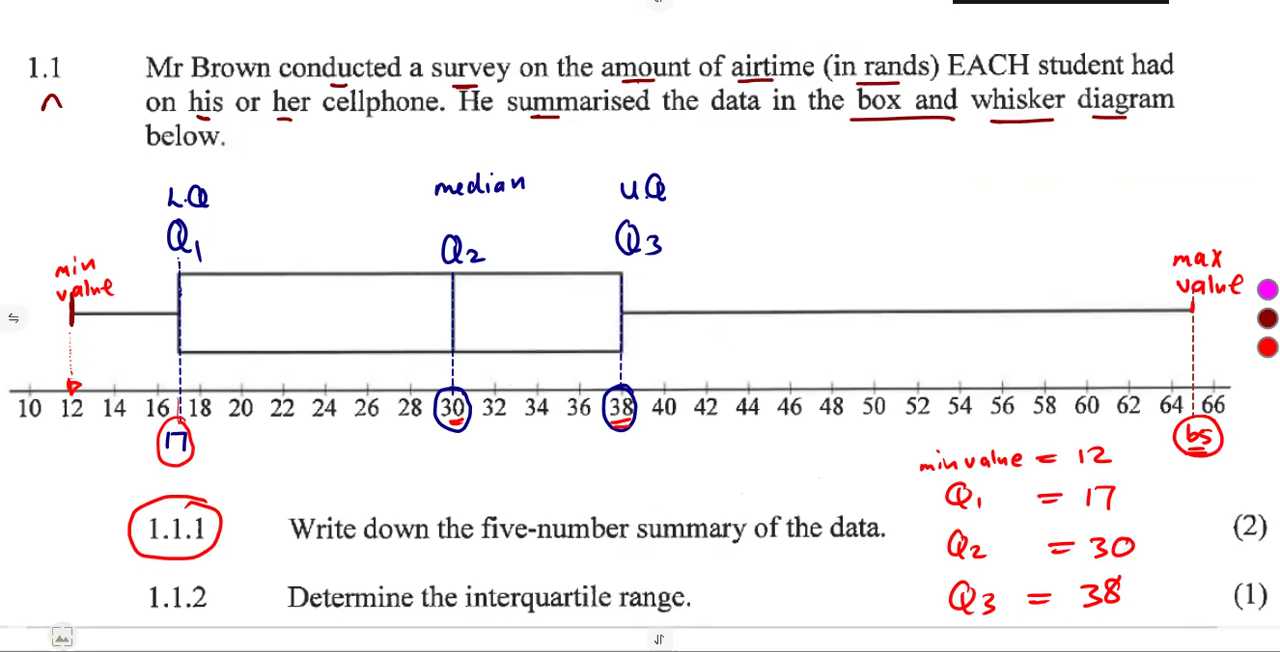 1.1 Mr Brown conducted a survey on the amount of airtime (in rands) EACH student had
on his or her cellphone. He summarised the data in the box and whisker diagram
below.
L.Q median U.Q
Q1 Q2 Q3
min
value
max
value
10 12 14 16 18 20 22 24 26 28 30 32 34 36 38 40 42 44 46 48 50 52 54 56 58 60 62 64 66
17 65
min value = 12
Q1 = 17
1.1.1 Write down the five-number summary of the data. (2)
Q2 = 30
1.1.2 Determine the interquartile range. (1)
Q3 = 38